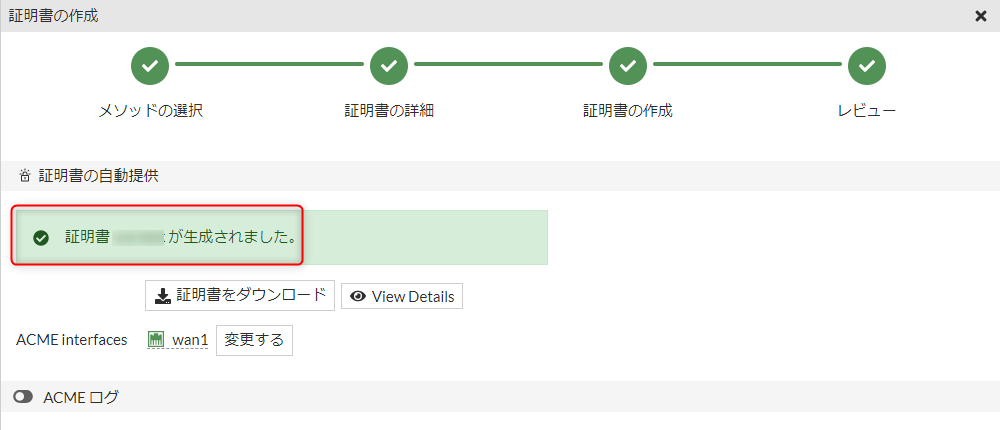 証明書の作成
メソッドの選択
証明書の詳細
証明書の作成
レビュー
証明書の自動提供
証明書 が生成されました。
証明書をダウンロード
View Details
ACME interfaces wan1 変更する
ACME ログ